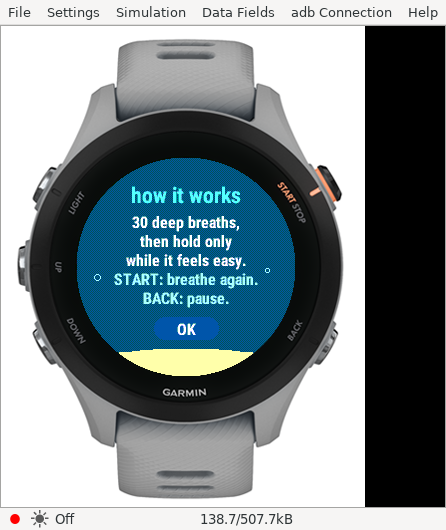 File Settings Simulation Data Fields adb Connection Help
LIGHT
START STOP
how it works
30 deep breaths,
then hold only
while it feels easy.
UP
START: breathe again.
BACK: pause.
OK
DOWN
BACK
GARMIN
Off 138.7/507.7kB